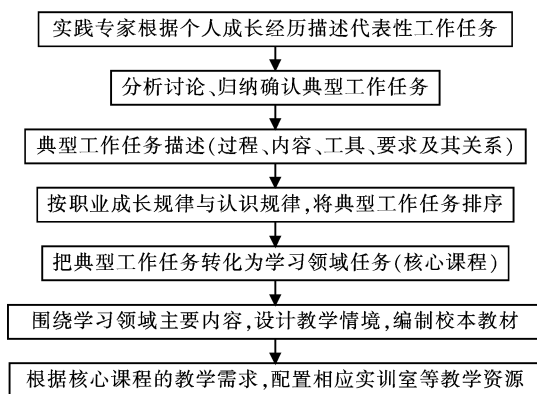 实践专家根据个人成长经历描述代表性工作任务
分析讨论、归纳确认典型工作任务
典型工作任务描述(过程、内容、工具、要求及其关系)
按职业成长规律与认识规律,将典型工作任务排序
把典型工作任务转化为学习领域任务(核心课程)
围绕学习领域主要内容,设计教学情境,编制校本教材
根据核心课程的教学需求,配置相应实训室等教学资源